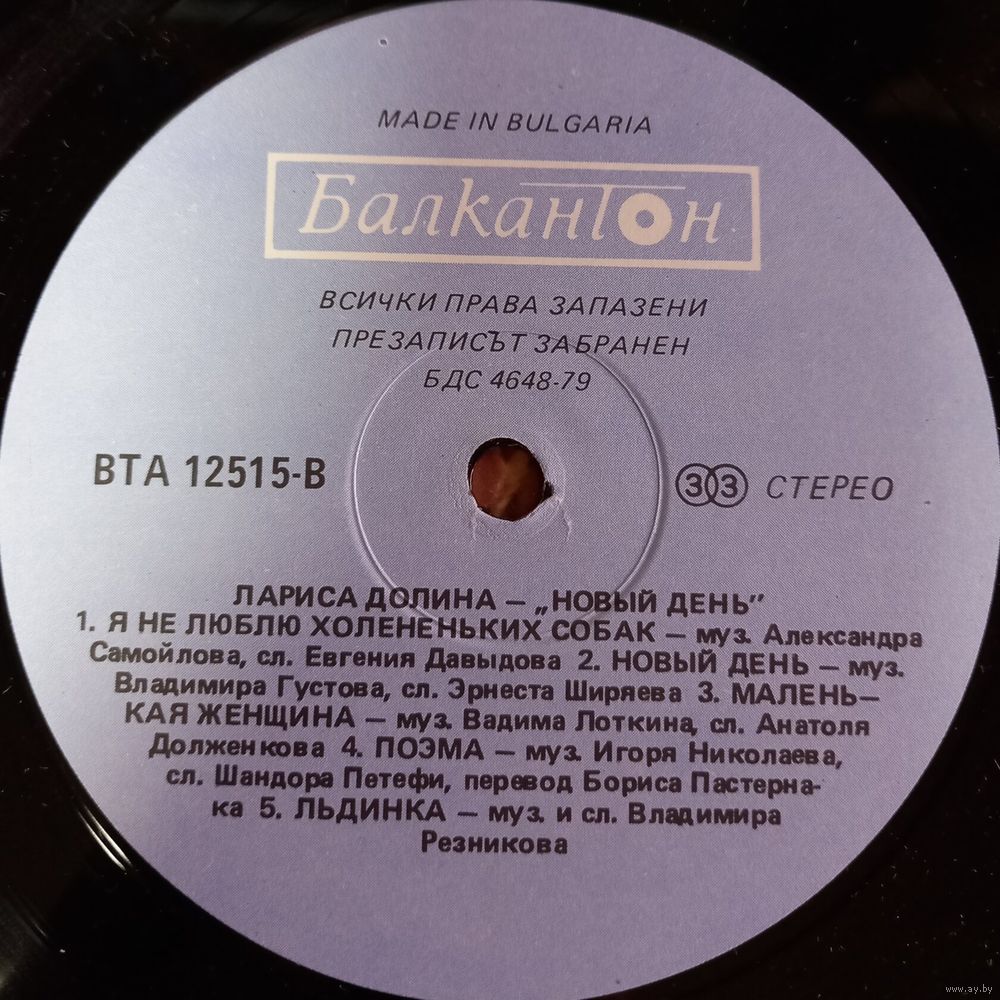 MADE IN BULGARIA
БалканТон
ВСИЧКИ ПРАВА ЗАПАЗЕНИ
ПРЕЗАПИСЪТ ЗАБРАНЕН
БДС 4648-79
ВТА 12515-В
33 СТЕРЕО
ЛАРИСА ДОЛИНА — „НОВЫЙ ДЕНЬ"
1. Я НЕ ЛЮБЛЮ ХОЛЕНЕНЬКИХ СОБАК — муз. Александра
Самойлова, сл. Евгения Давыдова 2. НОВЫЙ ДЕНЬ — муз.
Владимира Густова, сл. Эрнеста Ширяева 3. МАЛЕНЬ—
КАЯ ЖЕНЩИНА — муз. Вадима Лоткина, сл. Анатоля
Долженкова 4. ПОЭМА — муз. Игоря Николаева,
сл. Шандора Петефи, перевод Бориса Пастерна-
ка 5. ЛЬДИНКА — муз. и сл. Владимира
Резникова
www.ay.by